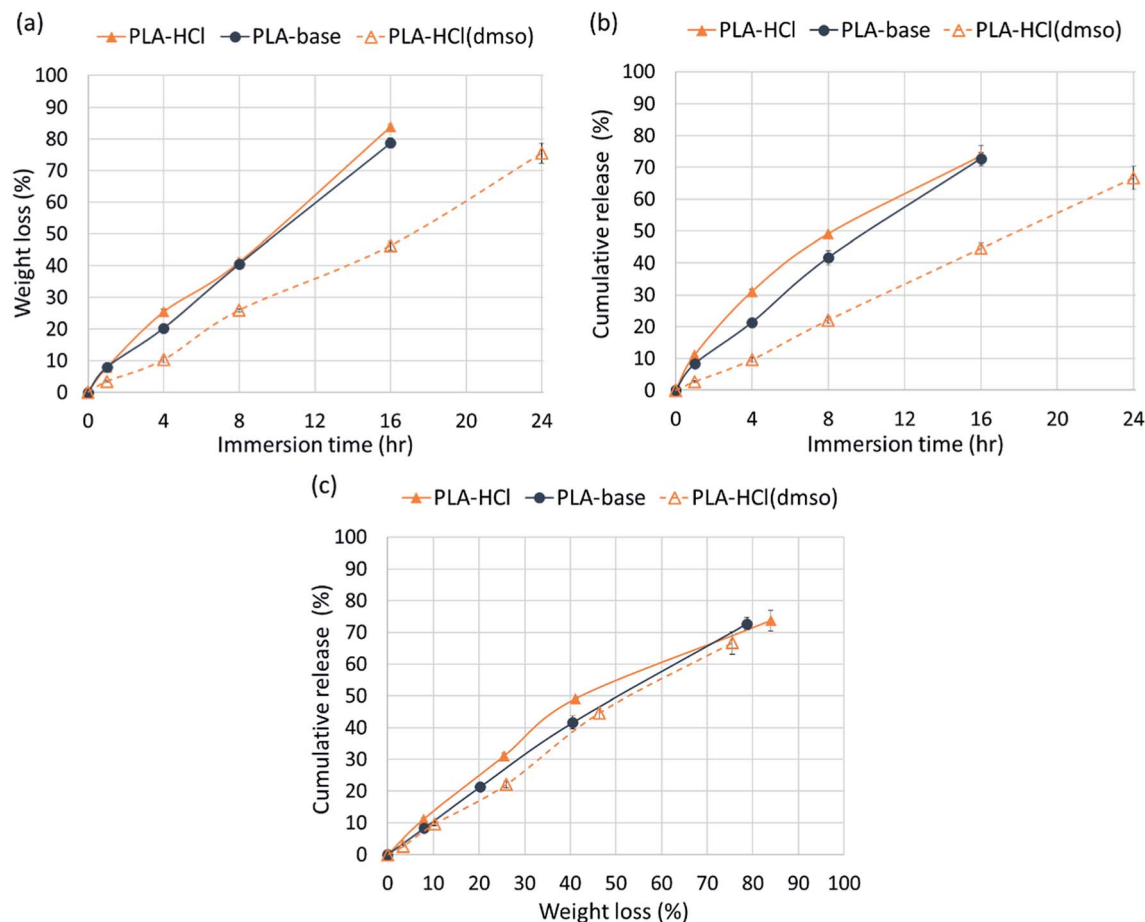 (a)
PLA-HCl PLA-base PLA-HCl(dmso)
100
90
80
70
60
50
40
30
20
10
0
Weight loss (%)
0 4 8 12 16 20 24
Immersion time (hr)
(b)
PLA-HCl PLA-base PLA-HCl(dmso)
100
90
80
70
60
50
40
30
20
10
0
Cumulative release (%)
0 4 8 12 16 20 24
Immersion time (hr)
(c)
PLA-HCl PLA-base PLA-HCl(dmso)
100
90
80
70
60
50
40
30
20
10
0
Cumulative release (%)
0 10 20 30 40 50 60 70 80 90 100
Weight loss (%)